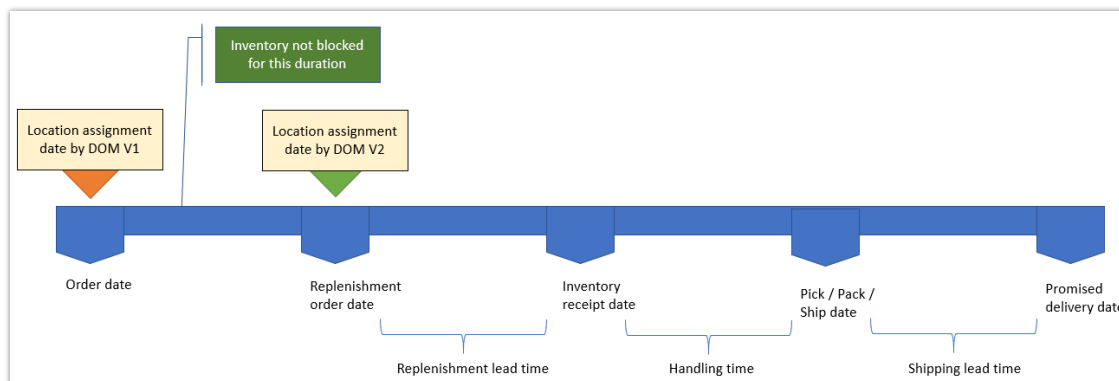 Inventory not blocked
for this duration
Location assignment
date by DOM V1
Location assignment
date by DOM V2
Order date
Replenishment
order date
Inventory
receipt date
Pick / Pack /
Ship date
Promised
delivery date
Replenishment lead time
Handling time
Shipping lead time